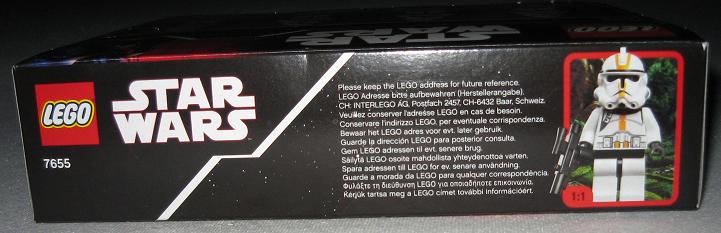 LEGO
STAR
WARS
LEGO
STAR
WARS
7655
Please keep the LEGO address for future reference.
LEGO Adresse bitte aufbewahren (Herstellerangabe).
CH: INTERLEGO AG, Postfach 2457, CH-6432 Baar, Schweiz.
Veuillez conserver l'adresse LEGO en cas de besoin.
Conservare l'indirizzo LEGO, per eventuale corrispondenza.
Bewaar het LEGO adres voor evt. later gebruik.
Guarde la dirección LEGO para posterior consulta.
Gem LEGO adressen til evt. senere brug.
Säilytä LEGO osoite mahdollista yhteydenottoa varten.
Spara adressen till LEGO for ev. senare användning.
Guarde a morada da LEGO para qualquer correspondência.
Φυλάξτε τη διεύθυνση LEGO για οποιαδήποτε επικοινωνία.
Kérjük tartsa meg a LEGO címet további információért.
1:1